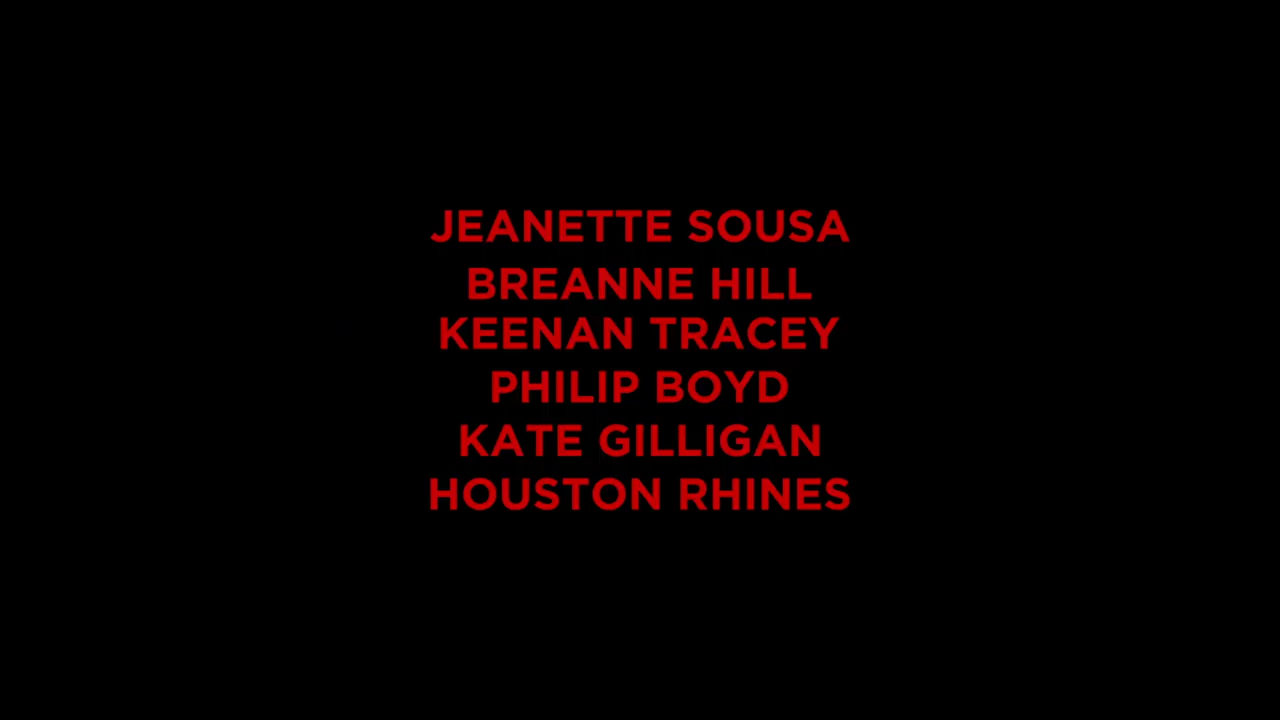 JEANETTE SOUSA
BREANNE HILL
KEENAN TRACEY
PHILIP BOYD
KATE GILLIGAN
HOUSTON RHINES